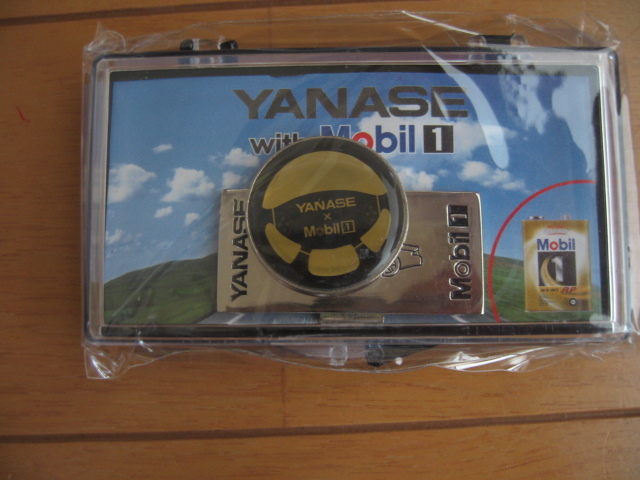 YANASE
with Mobil 1
YANASE
×
Mobil 1
YANASE
Mobil 1
Mobil
1